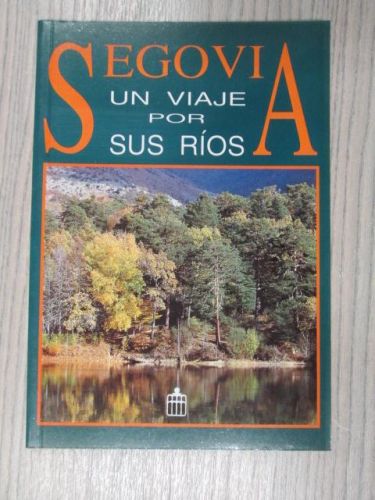 SEGOVIA
UN VIAJE
POR
SUS RÍOS